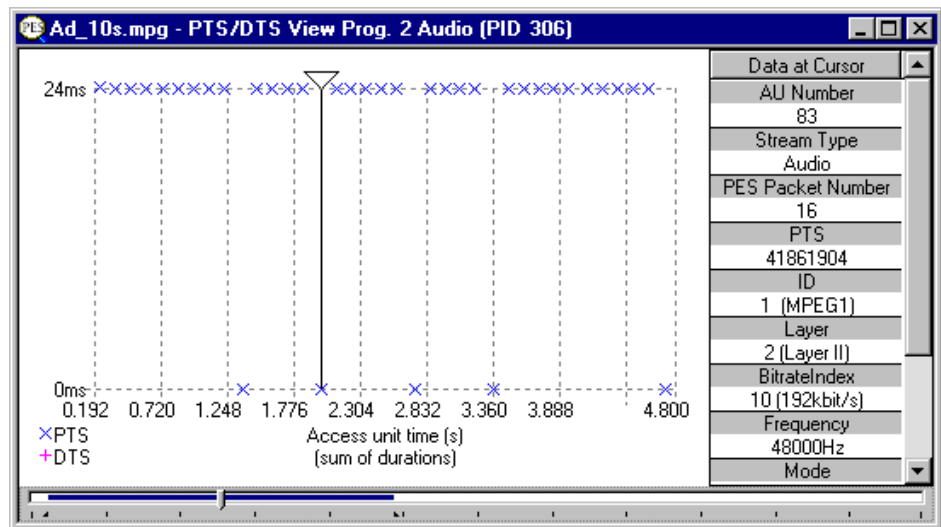 PES Ad_10s.mpg - PTS/DTS View Prog. 2 Audio (PID 306)
24ms
0ms
0.192 0.720 1.248 1.776 2.304 2.832 3.360 3.888 4.800
×PTS
+DTS
Access unit time (s)
(sum of durations)
Data at Cursor
AU Number
83
Stream Type
Audio
PES Packet Number
16
PTS
41861904
ID
1 (MPEG1)
Layer
2 (Layer II)
BitrateIndex
10 (192kbit/s)
Frequency
48000Hz
Mode